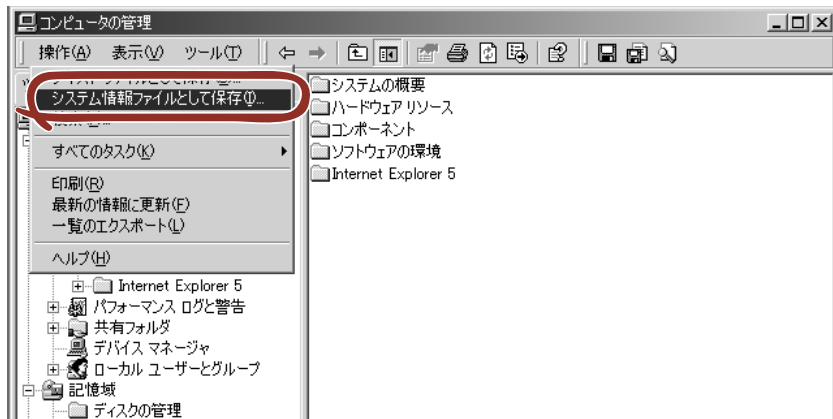 コンピュータの管理
操作(A) 表示(V) ツール(T)
システム情報ファイルとして保存(I)...
すべてのタスク(K)
印刷(R)
最新の情報に更新(F)
一覧のエクスポート(L)
ヘルプ(H)
Internet Explorer 5
パフォーマンス ログと警告
共有フォルダ
デバイス マネージャ
ローカル ユーザーとグループ
記憶域
ディスクの管理
システムの概要
ハードウェア リソース
コンポーネント
ソフトウェアの環境
Internet Explorer 5